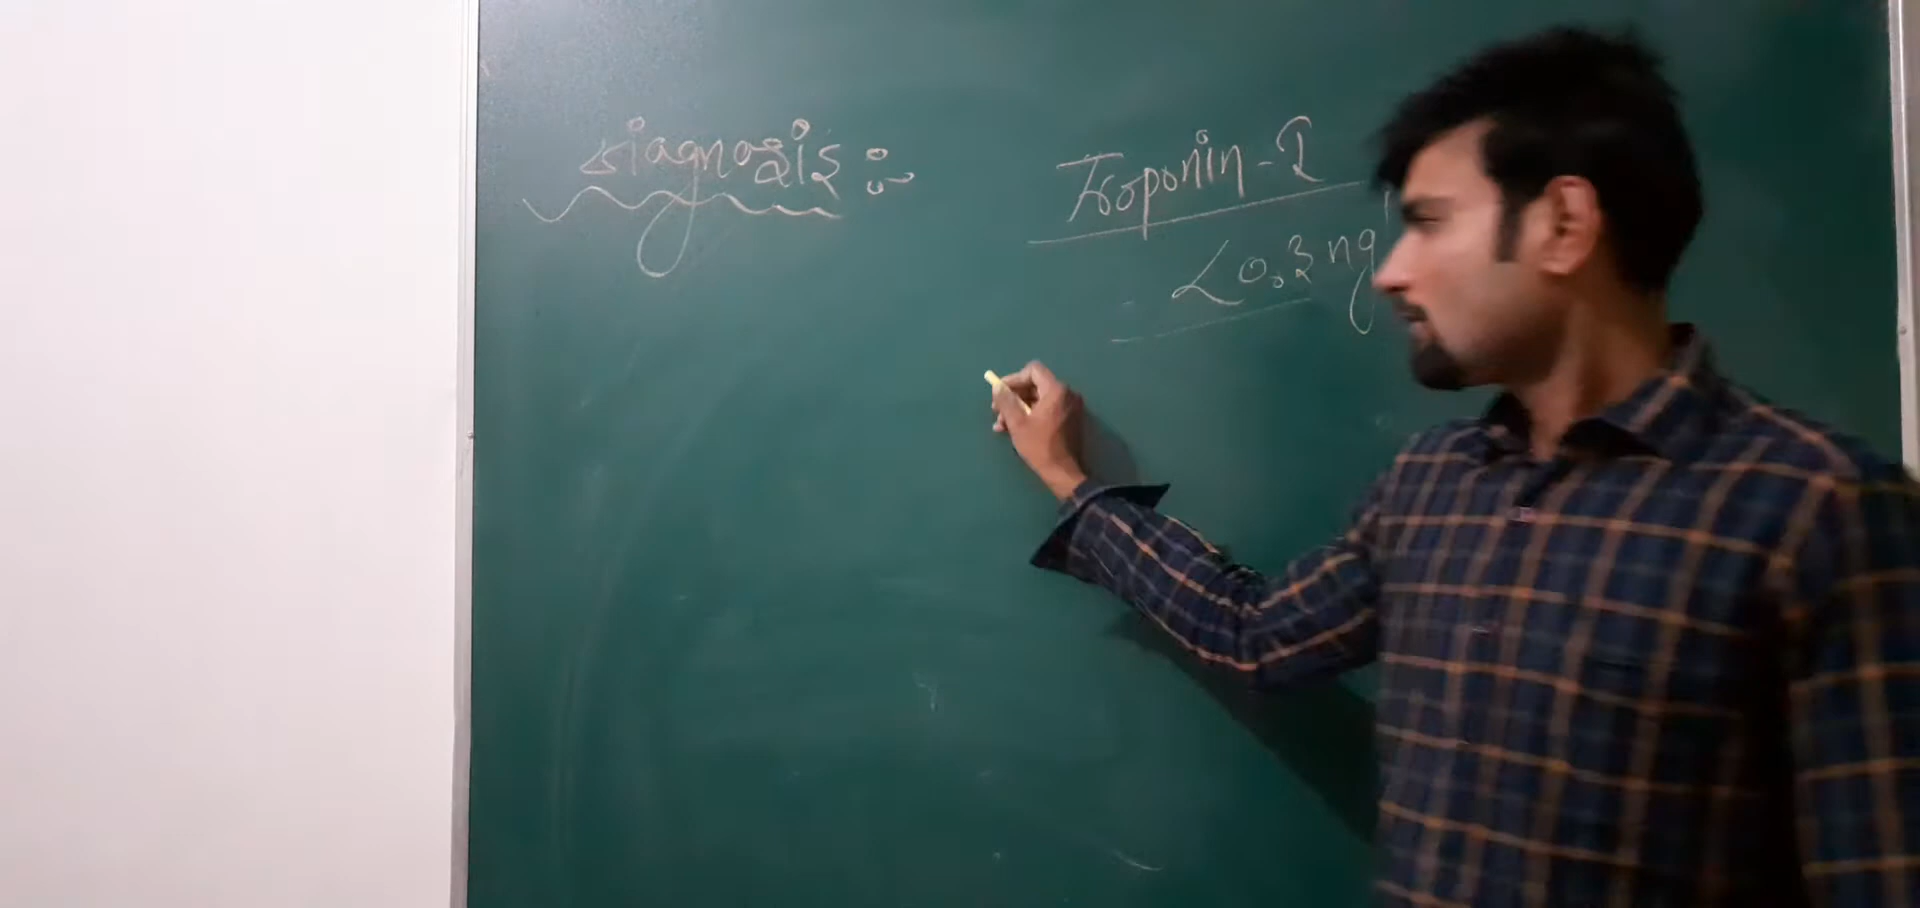 diagnosis:-
Troponin-I
<0.3 ng